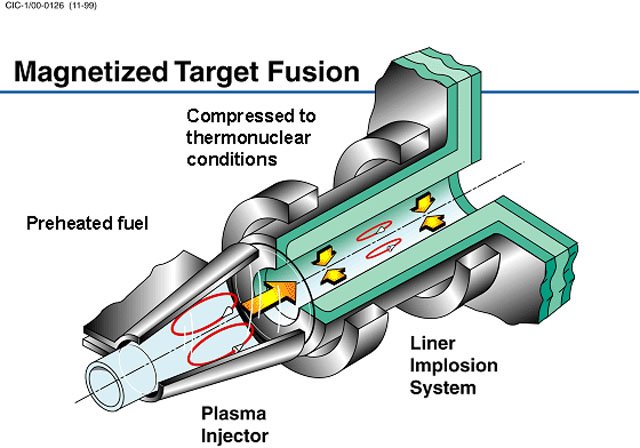 CIC-1/00-0126 (11-99)
Magnetized Target Fusion
Compressed to
thermonuclear
conditions
Preheated fuel
Liner
Implosion
System
Plasma
Injector